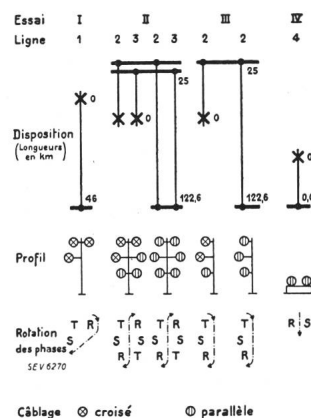 Essai I II III IV
Ligne 1 2 3 2 3 2 2 4
0
25 25
0 0 0
Disposition
(Longueurs
en km)
0
46 122,6 122,6
Profil
T R T R R T T R R S
S S S S S S S
Rotation
des phases
R T T R R T
SEV 6270
Câblage croisé parallèle